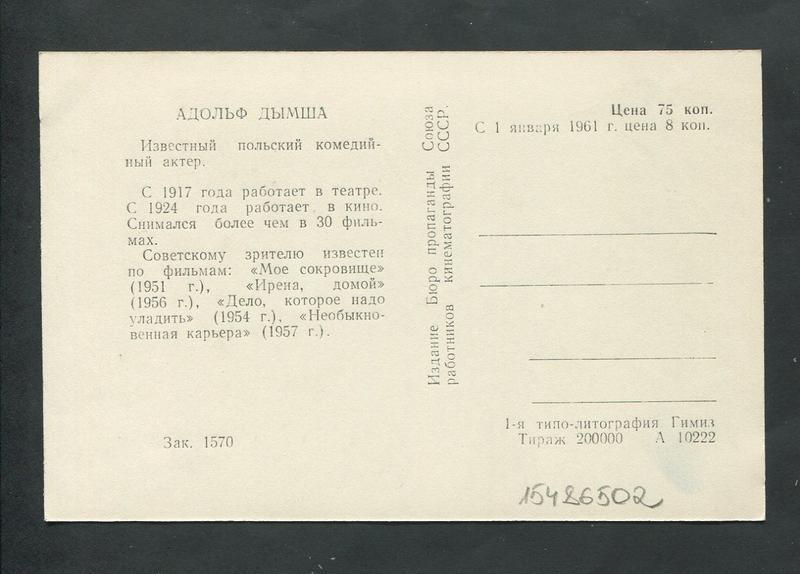 АДОЛЬФ ДЫМША
Известный польский комедий-
ный актер.
С 1917 года работает в театре.
С 1924 года работает в кино.
Снимался более чем в 30 филь-
мах.
Советскому зрителю известен
по фильмам: «Мое сокровище»
(1951 г.), «Ирена, домой»
(1956 г.), «Дело, которое надо
уладить» (1954 г.), «Необыкно-
венная карьера» (1957 г.).
Зак. 1570
Издание Бюро пропаганды Союза
работников кинематографии СССР.
Цена 75 коп.
С 1 января 1961 г. цена 8 коп.
1-я типо-литография Гимиз
Тираж 200000 А 10222
15486502